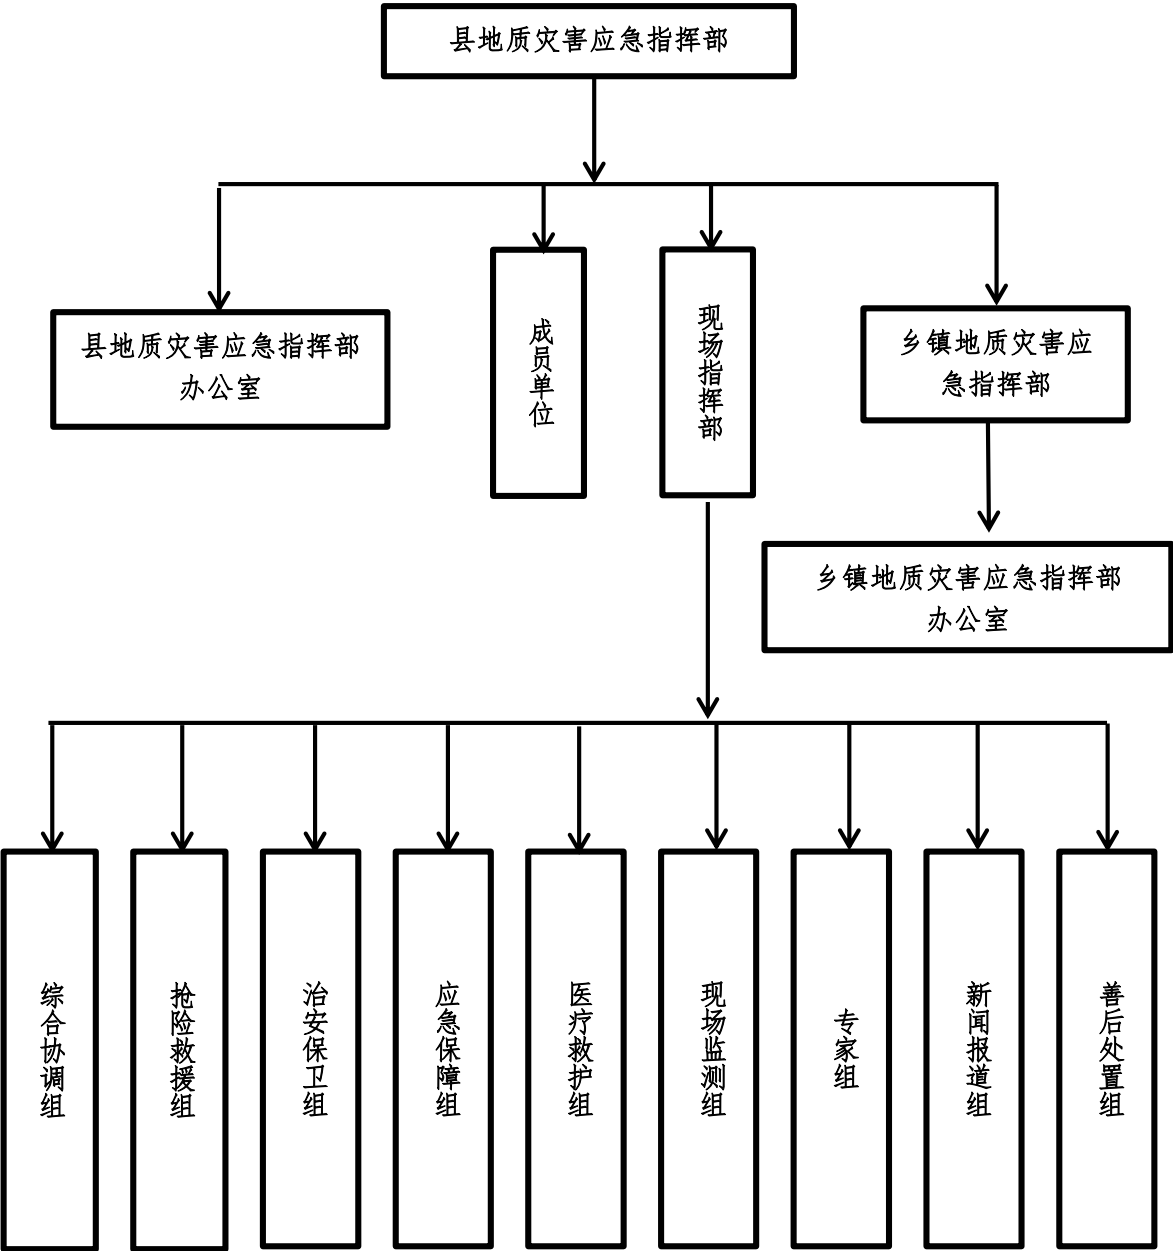 县地质灾害应急指挥部
县地质灾害应急指挥部
办公室
成员单位
现场指挥部
乡镇地质灾害应
急指挥部
乡镇地质灾害应急指挥部
办公室
综合协调组
抢险救援组
治安保卫组
应急保障组
医疗救护组
现场监测组
专家组
新闻报道组
善后处置组